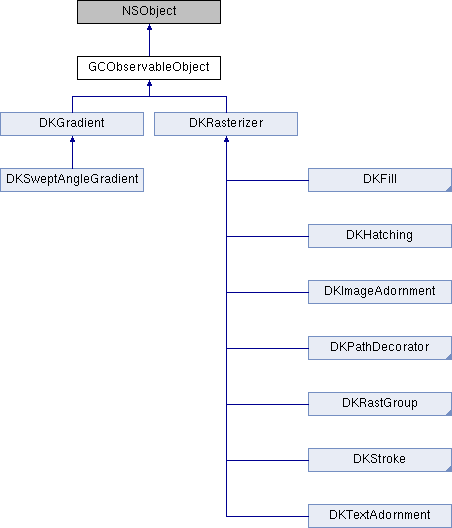 NSObject
GCObservableObject
DKGradient
DKRasterizer
DKSweptAngleGradient
DKFill
DKHatching
DKImageAdornment
DKPathDecorator
DKRastGroup
DKStroke
DKTextAdornment